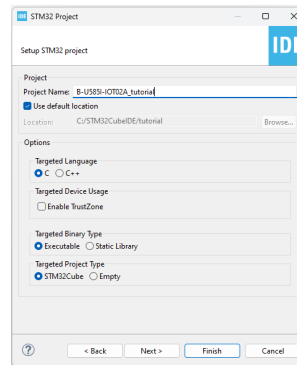 IDE STM32 Project
Setup STM32 project
IDE
Project
Project Name: B-U585I-IOT02A_tutorial
Use default location
Location: C:/STM32CubeIDE/tutorial Browse...
Options
Targeted Language
C C++
Targeted Device Usage
Enable TrustZone
Targeted Binary Type
Executable Static Library
Targeted Project Type
STM32Cube Empty
? < Back Next > Finish Cancel